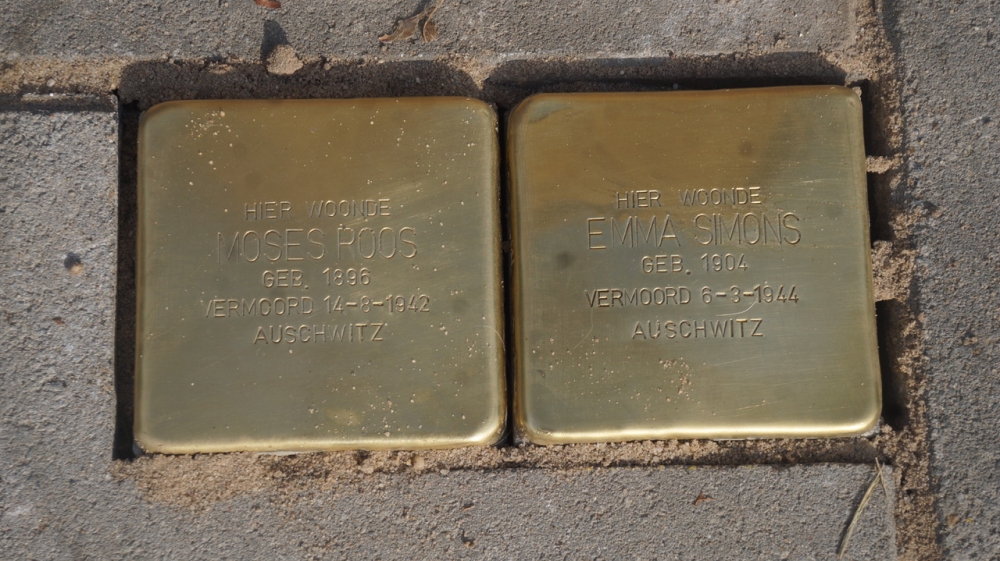 HIER WOONDE
MOSES ROOS
GEB. 1896
VERMOORD 14-8-1942
AUSCHWITZ
HIER WOONDE
EMMA SIMONS
GEB. 1904
VERMOORD 6-3-1944
AUSCHWITZ